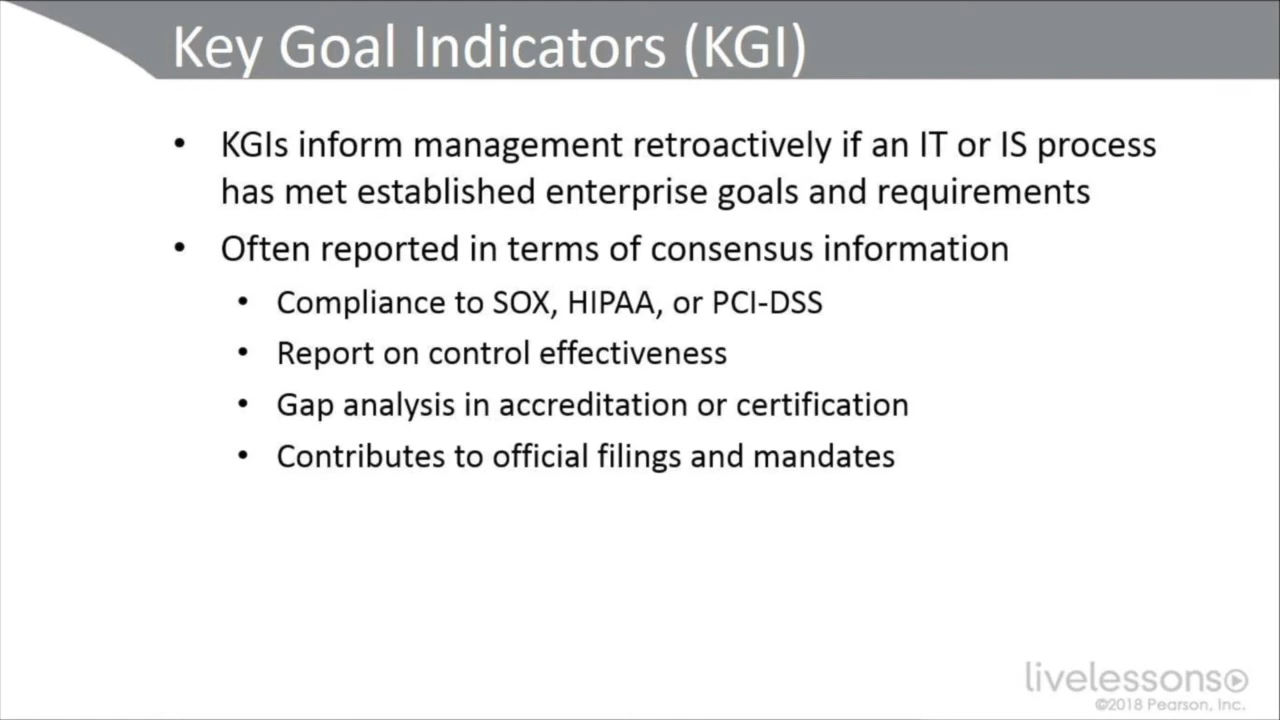 Key Goal Indicators (KGI)
• KGIs inform management retroactively if an IT or IS process
has met established enterprise goals and requirements
• Often reported in terms of consensus information
• Compliance to SOX, HIPAA, or PCI-DSS
• Report on control effectiveness
• Gap analysis in accreditation or certification
• Contributes to official filings and mandates
livelessons
©2018 Pearson, Inc.